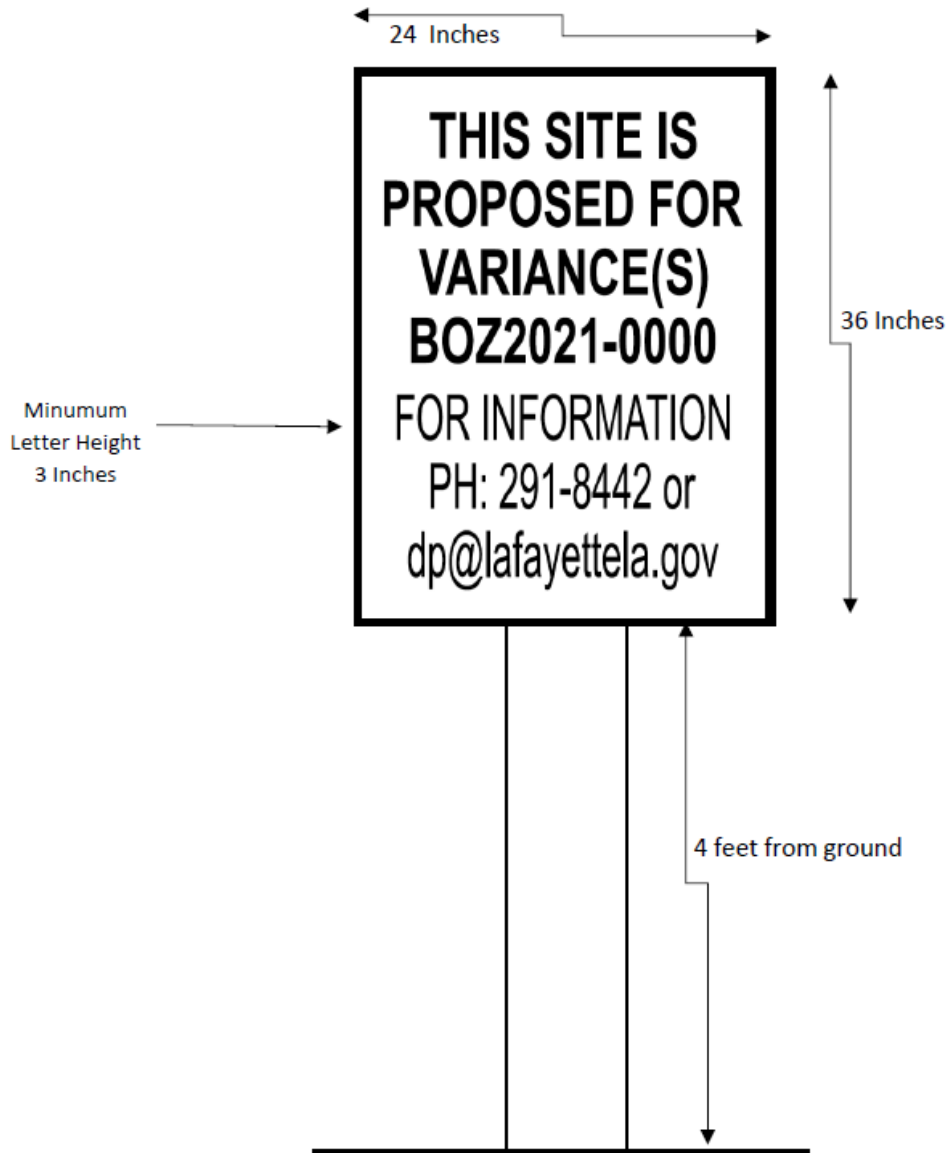 24 Inches
THIS SITE IS
PROPOSED FOR
VARIANCE(S)
BOZ2021-0000
FOR INFORMATION
PH: 291-8442 or
dp@lafayettela.gov
36 Inches
Minumum
Letter Height
3 Inches
4 feet from ground